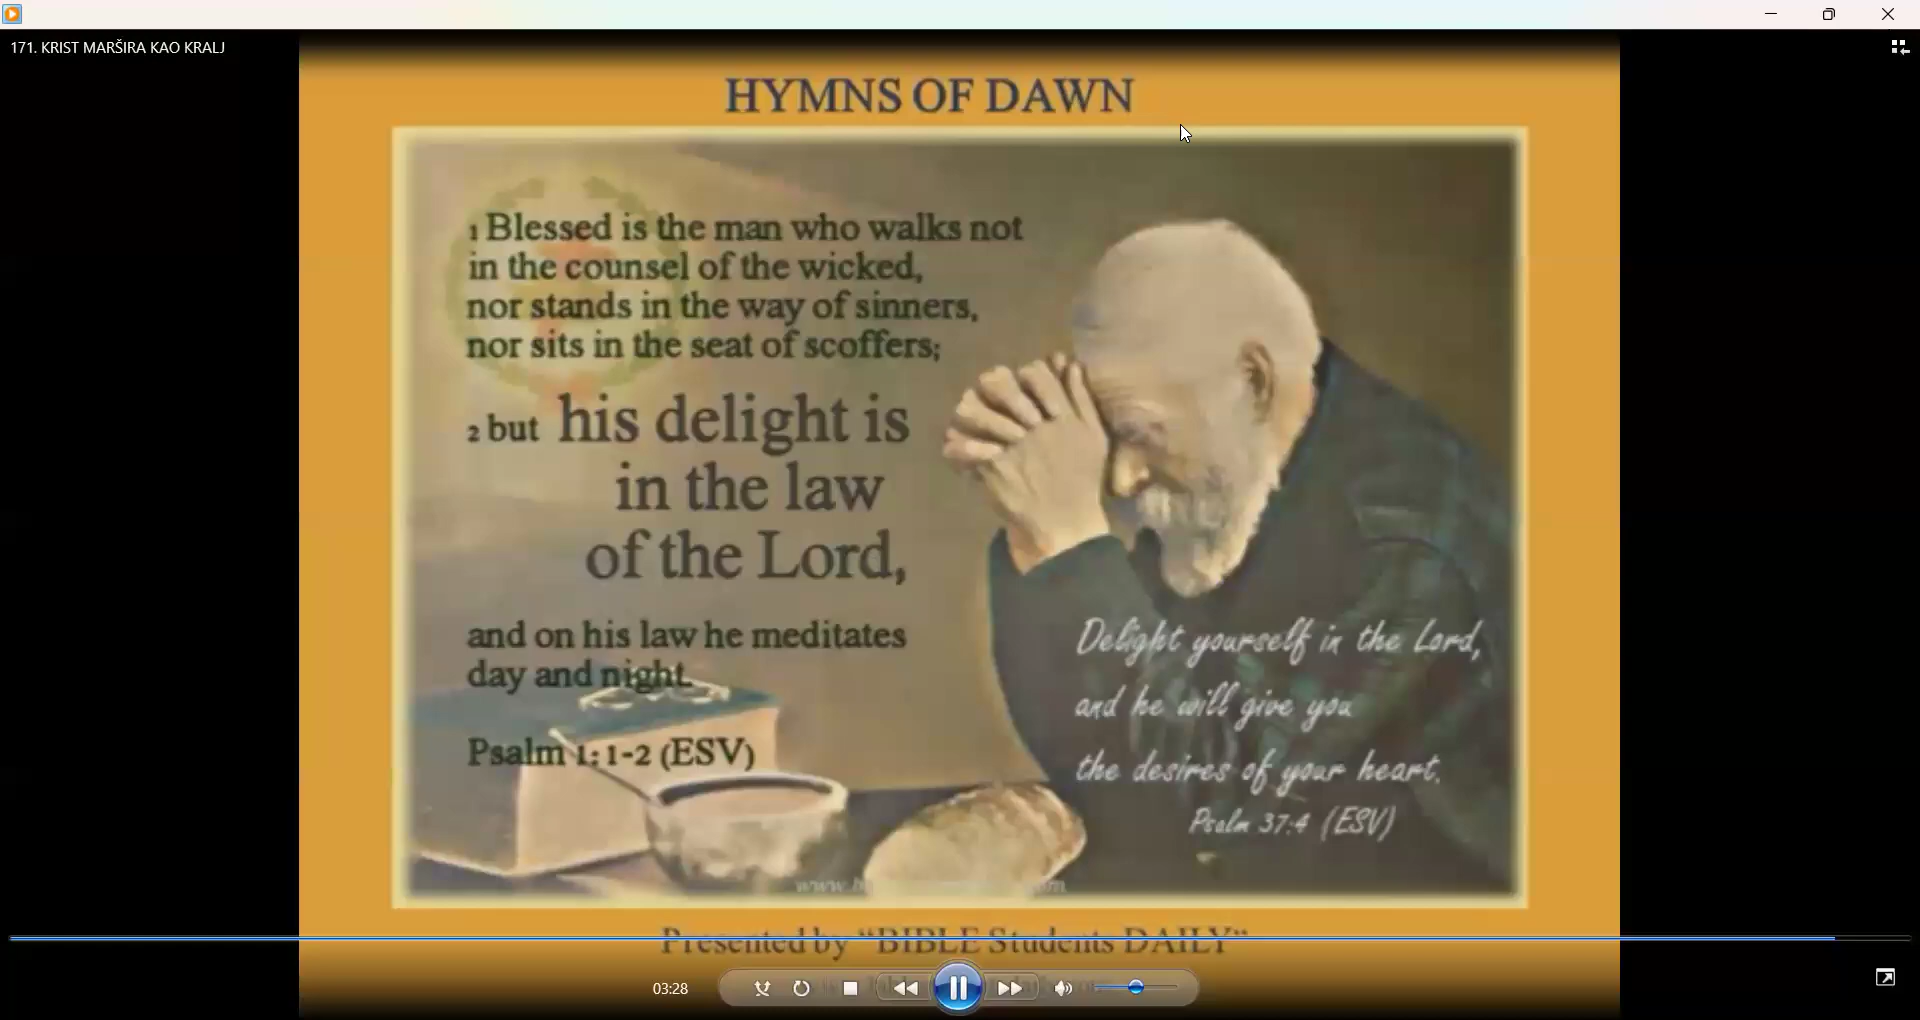 171. KRIST MARŠIRA KAO KRALJ
HYMNS OF DAWN
1 Blessed is the man who walks not
in the counsel of the wicked,
nor stands in the way of sinners,
nor sits in the seat of scoffers;
2 but his delight is
in the law
of the Lord,
and on his law he meditates
day and night.
Psalm 1:1-2 (ESV)
Delight yourself in the Lord,
and he will give you
the desires of your heart.
Psalm 37:4 (ESV)
Presented by "BIBLE Students DAILY"
03:28